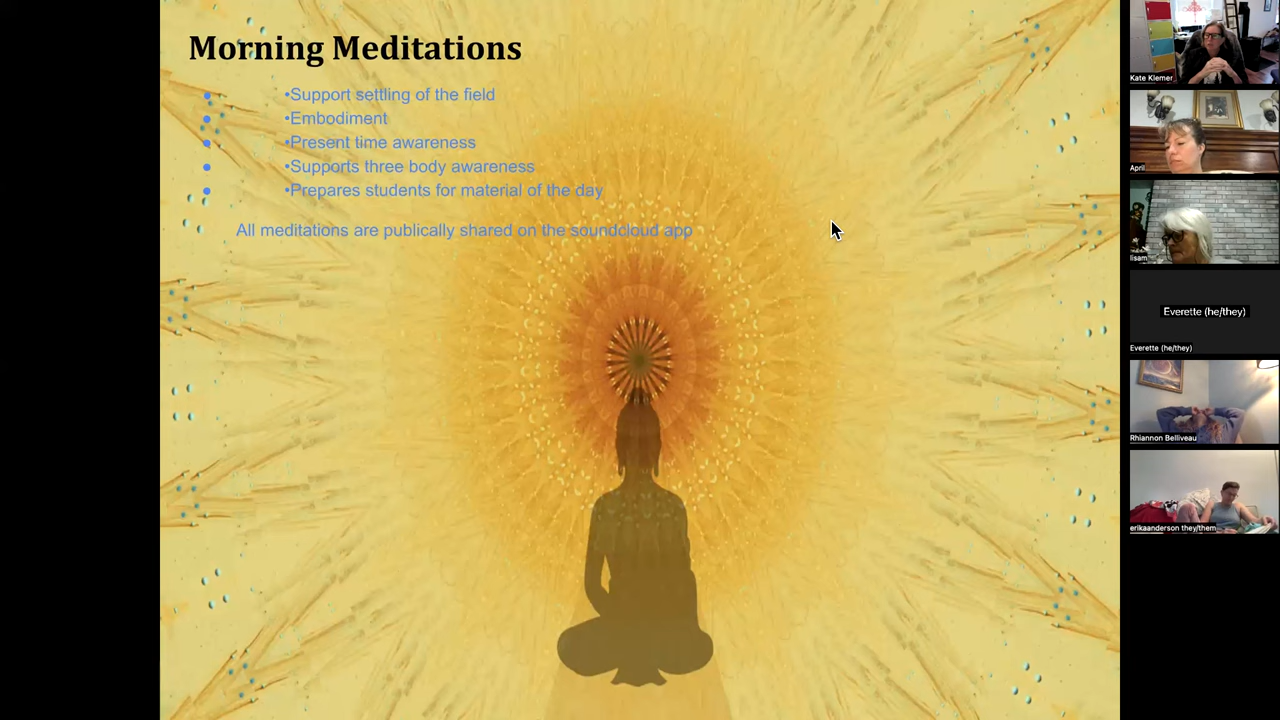 Morning Meditations
• •Support settling of the field
• •Embodiment
• •Present time awareness
• •Supports three body awareness
• •Prepares students for material of the day
All meditations are publically shared on the soundcloud app
Kate Klemer
April
lisam
Everette (he/they)
Everette (he/they)
Rhiannon Belliveau
erikaanderson they/them